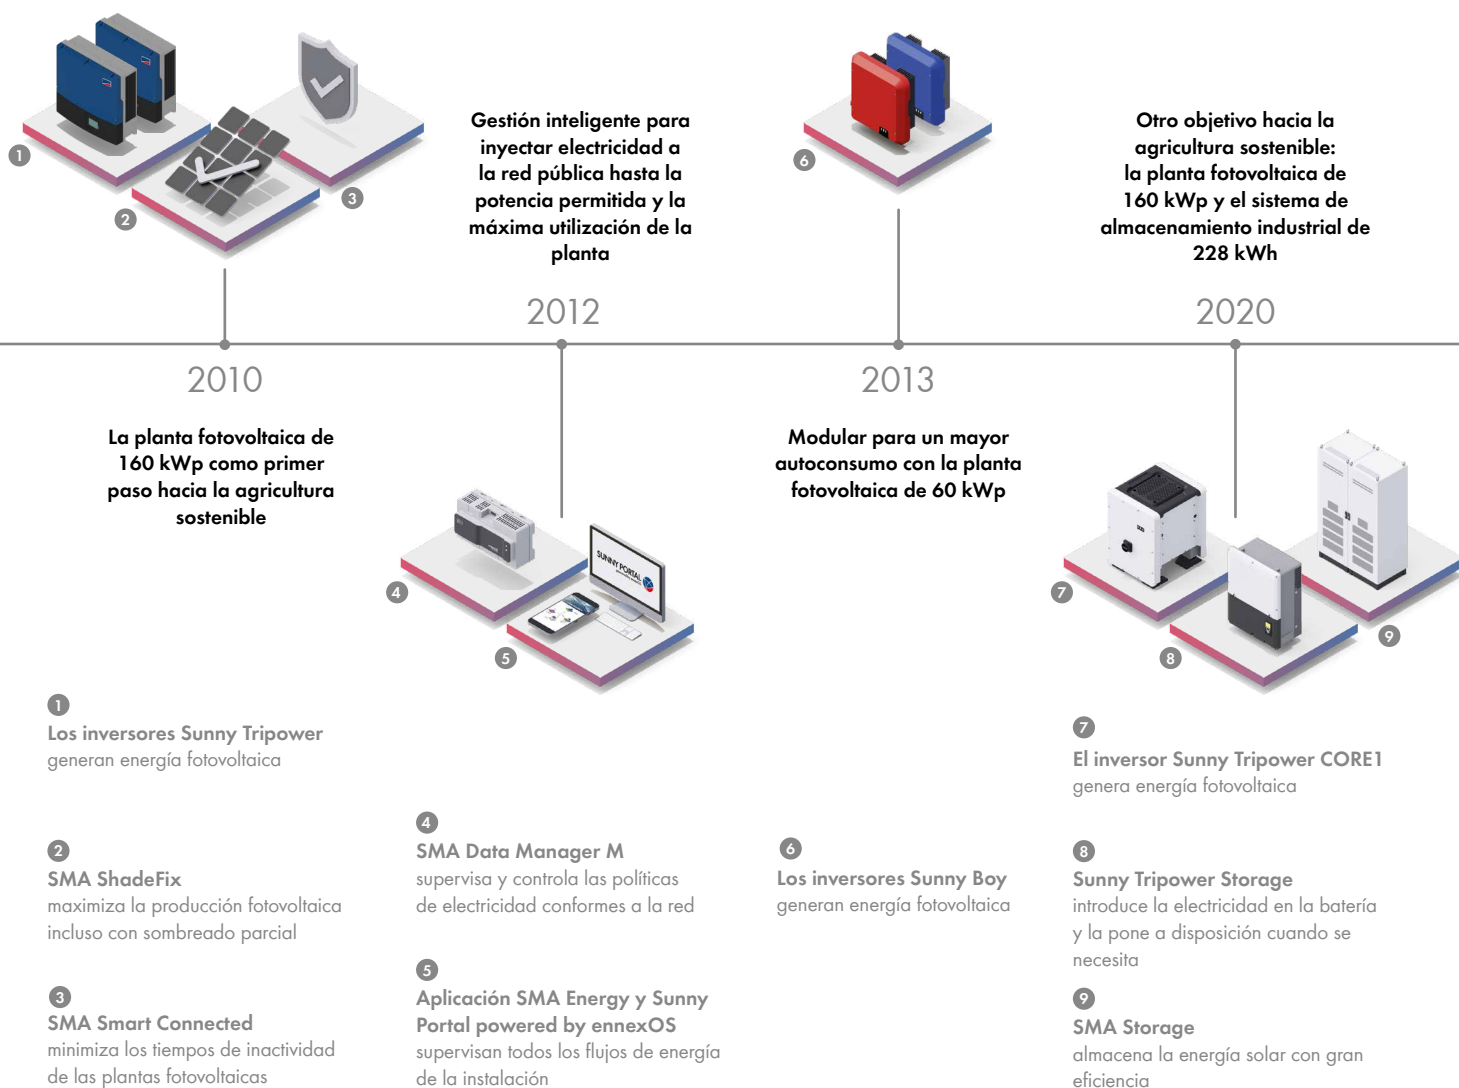 1
2
3
Gestión inteligente para
inyectar electricidad a
la red pública hasta la
potencia permitida y la
máxima utilización de la
planta
6
Otro objetivo hacia la
agricultura sostenible:
la planta fotovoltaica de
160 kWp y el sistema de
almacenamiento industrial de
228 kWh
2012
2020
2010
2013
La planta fotovoltaica de
160 kWp como primer
paso hacia la agricultura
sostenible
Modular para un mayor
autoconsumo con la planta
fotovoltaica de 60 kWp
SUNNY PORTAL
4
5
7
8
9
1
Los inversores Sunny Tripower
generan energía fotovoltaica
2
SMA ShadeFix
maximiza la producción fotovoltaica
incluso con sombreado parcial
3
SMA Smart Connected
minimiza los tiempos de inactividad
de las plantas fotovoltaicas
4
SMA Data Manager M
supervisa y controla las políticas
de electricidad conformes a la red
5
Aplicación SMA Energy y Sunny
Portal powered by ennexOS
supervisan todos los flujos de energía
de la instalación
6
Los inversores Sunny Boy
generan energía fotovoltaica
7
El inversor Sunny Tripower CORE1
genera energía fotovoltaica
8
Sunny Tripower Storage
introduce la electricidad en la batería
y la pone a disposición cuando se
necesita
9
SMA Storage
almacena la energía solar con gran
eficiencia